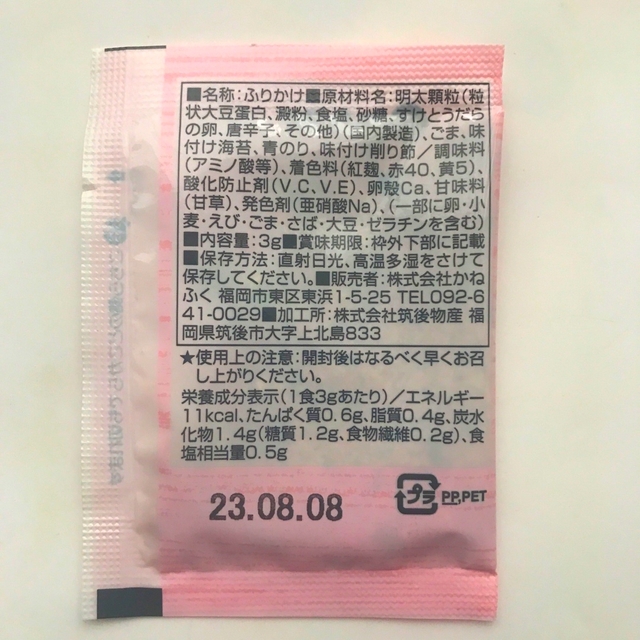 ■名称:ふりかけ■原材料名:明太顆粒(粒
状大豆蛋白、澱粉、食塩、砂糖、すけとうだら
の卵、唐辛子、その他)(国内製造)、ごま、味
付け海苔、青のり、味付け削り節/調味料
(アミノ酸等)、着色料(紅麹、赤40、黄5)、
酸化防止剤(V.C、V.E)、卵殻Ca、甘味料
(甘草)、発色剤(亜硝酸Na)、(一部に卵・小
麦・えび・ごま・さば・大豆・ゼラチンを含む)
■内容量:3g■賞味期限:枠外下部に記載
■保存方法:直射日光、高温多湿をさけて
保存してください。■販売者:株式会社かね
ふく 福岡市東区東浜1-5-25 TEL092-6
41-0029■加工所:株式会社筑後物産 福
岡県筑後市大字上北島833
★使用上の注意:開封後はなるべく早くお召
し上がりください。
栄養成分表示(1食3gあたり)/エネルギー
11kcal、たんぱく質0.6g、脂質0.4g、炭水
化物1.4g(糖質1.2g、食物繊維0.2g)、食
塩相当量0.5g
23.08.08
プラ PP,PET